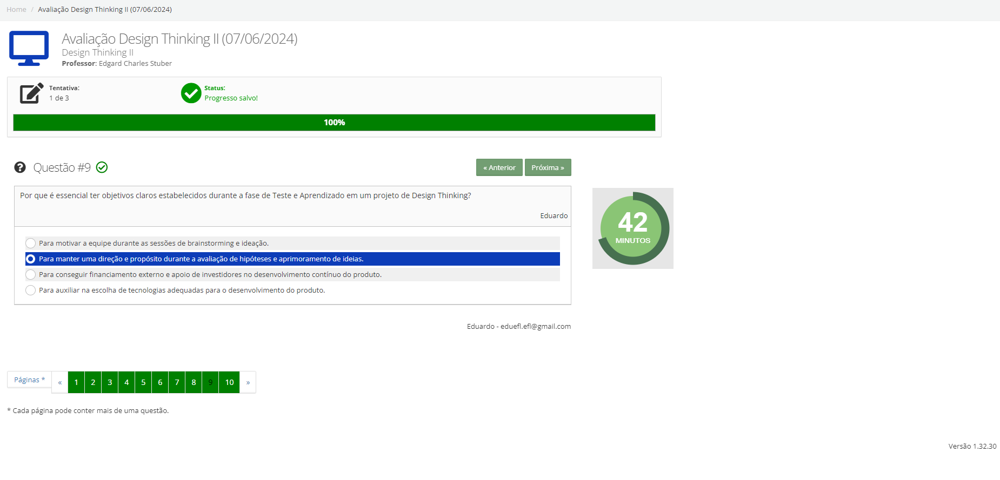 Home / Avaliação Design Thinking II (07/06/2024)
Avaliação Design Thinking II (07/06/2024)
Design Thinking II
Professor: Edgard Charles Stuber
Tentativa:
1 de 3
Status:
Progresso salvo!
100%
Questão #9
« Anterior
Próxima »
Por que é essencial ter objetivos claros estabelecidos durante a fase de Teste e Aprendizado em um projeto de Design Thinking?
Eduardo
Para motivar a equipe durante as sessões de brainstorming e ideação.
Para manter uma direção e propósito durante a avaliação de hipóteses e aprimoramento de ideias.
Para conseguir financiamento externo e apoio de investidores no desenvolvimento contínuo do produto.
Para auxiliar na escolha de tecnologias adequadas para o desenvolvimento do produto.
42
MINUTOS
Eduardo - eduefl.efl@gmail.com
Páginas * « 1 2 3 4 5 6 7 8 9 10 »
* Cada página pode conter mais de uma questão.
Versão 1.32.30